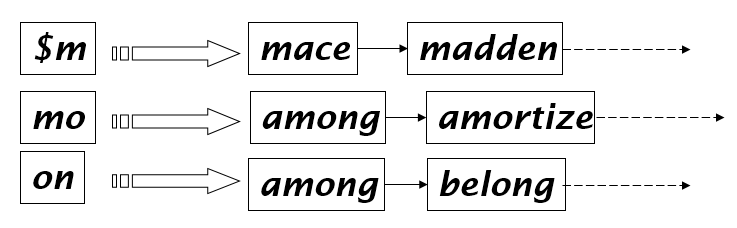 $m mace madden
mo among amortize
on among belong